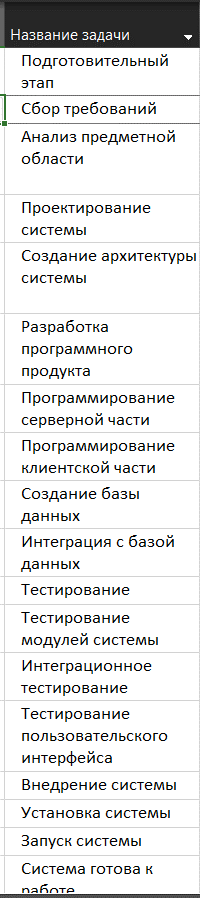 Название задачи
Подготовительный
этап
Сбор требований
Анализ предметной
области
Проектирование
системы
Создание архитектуры
системы
Разработка
программного
продукта
Программирование
серверной части
Программирование
клиентской части
Создание базы
данных
Интеграция с базой
данных
Тестирование
Тестирование
модулей системы
Интеграционное
тестирование
Тестирование
пользовательского
интерфейса
Внедрение системы
Установка системы
Запуск системы
Система готова к
работе